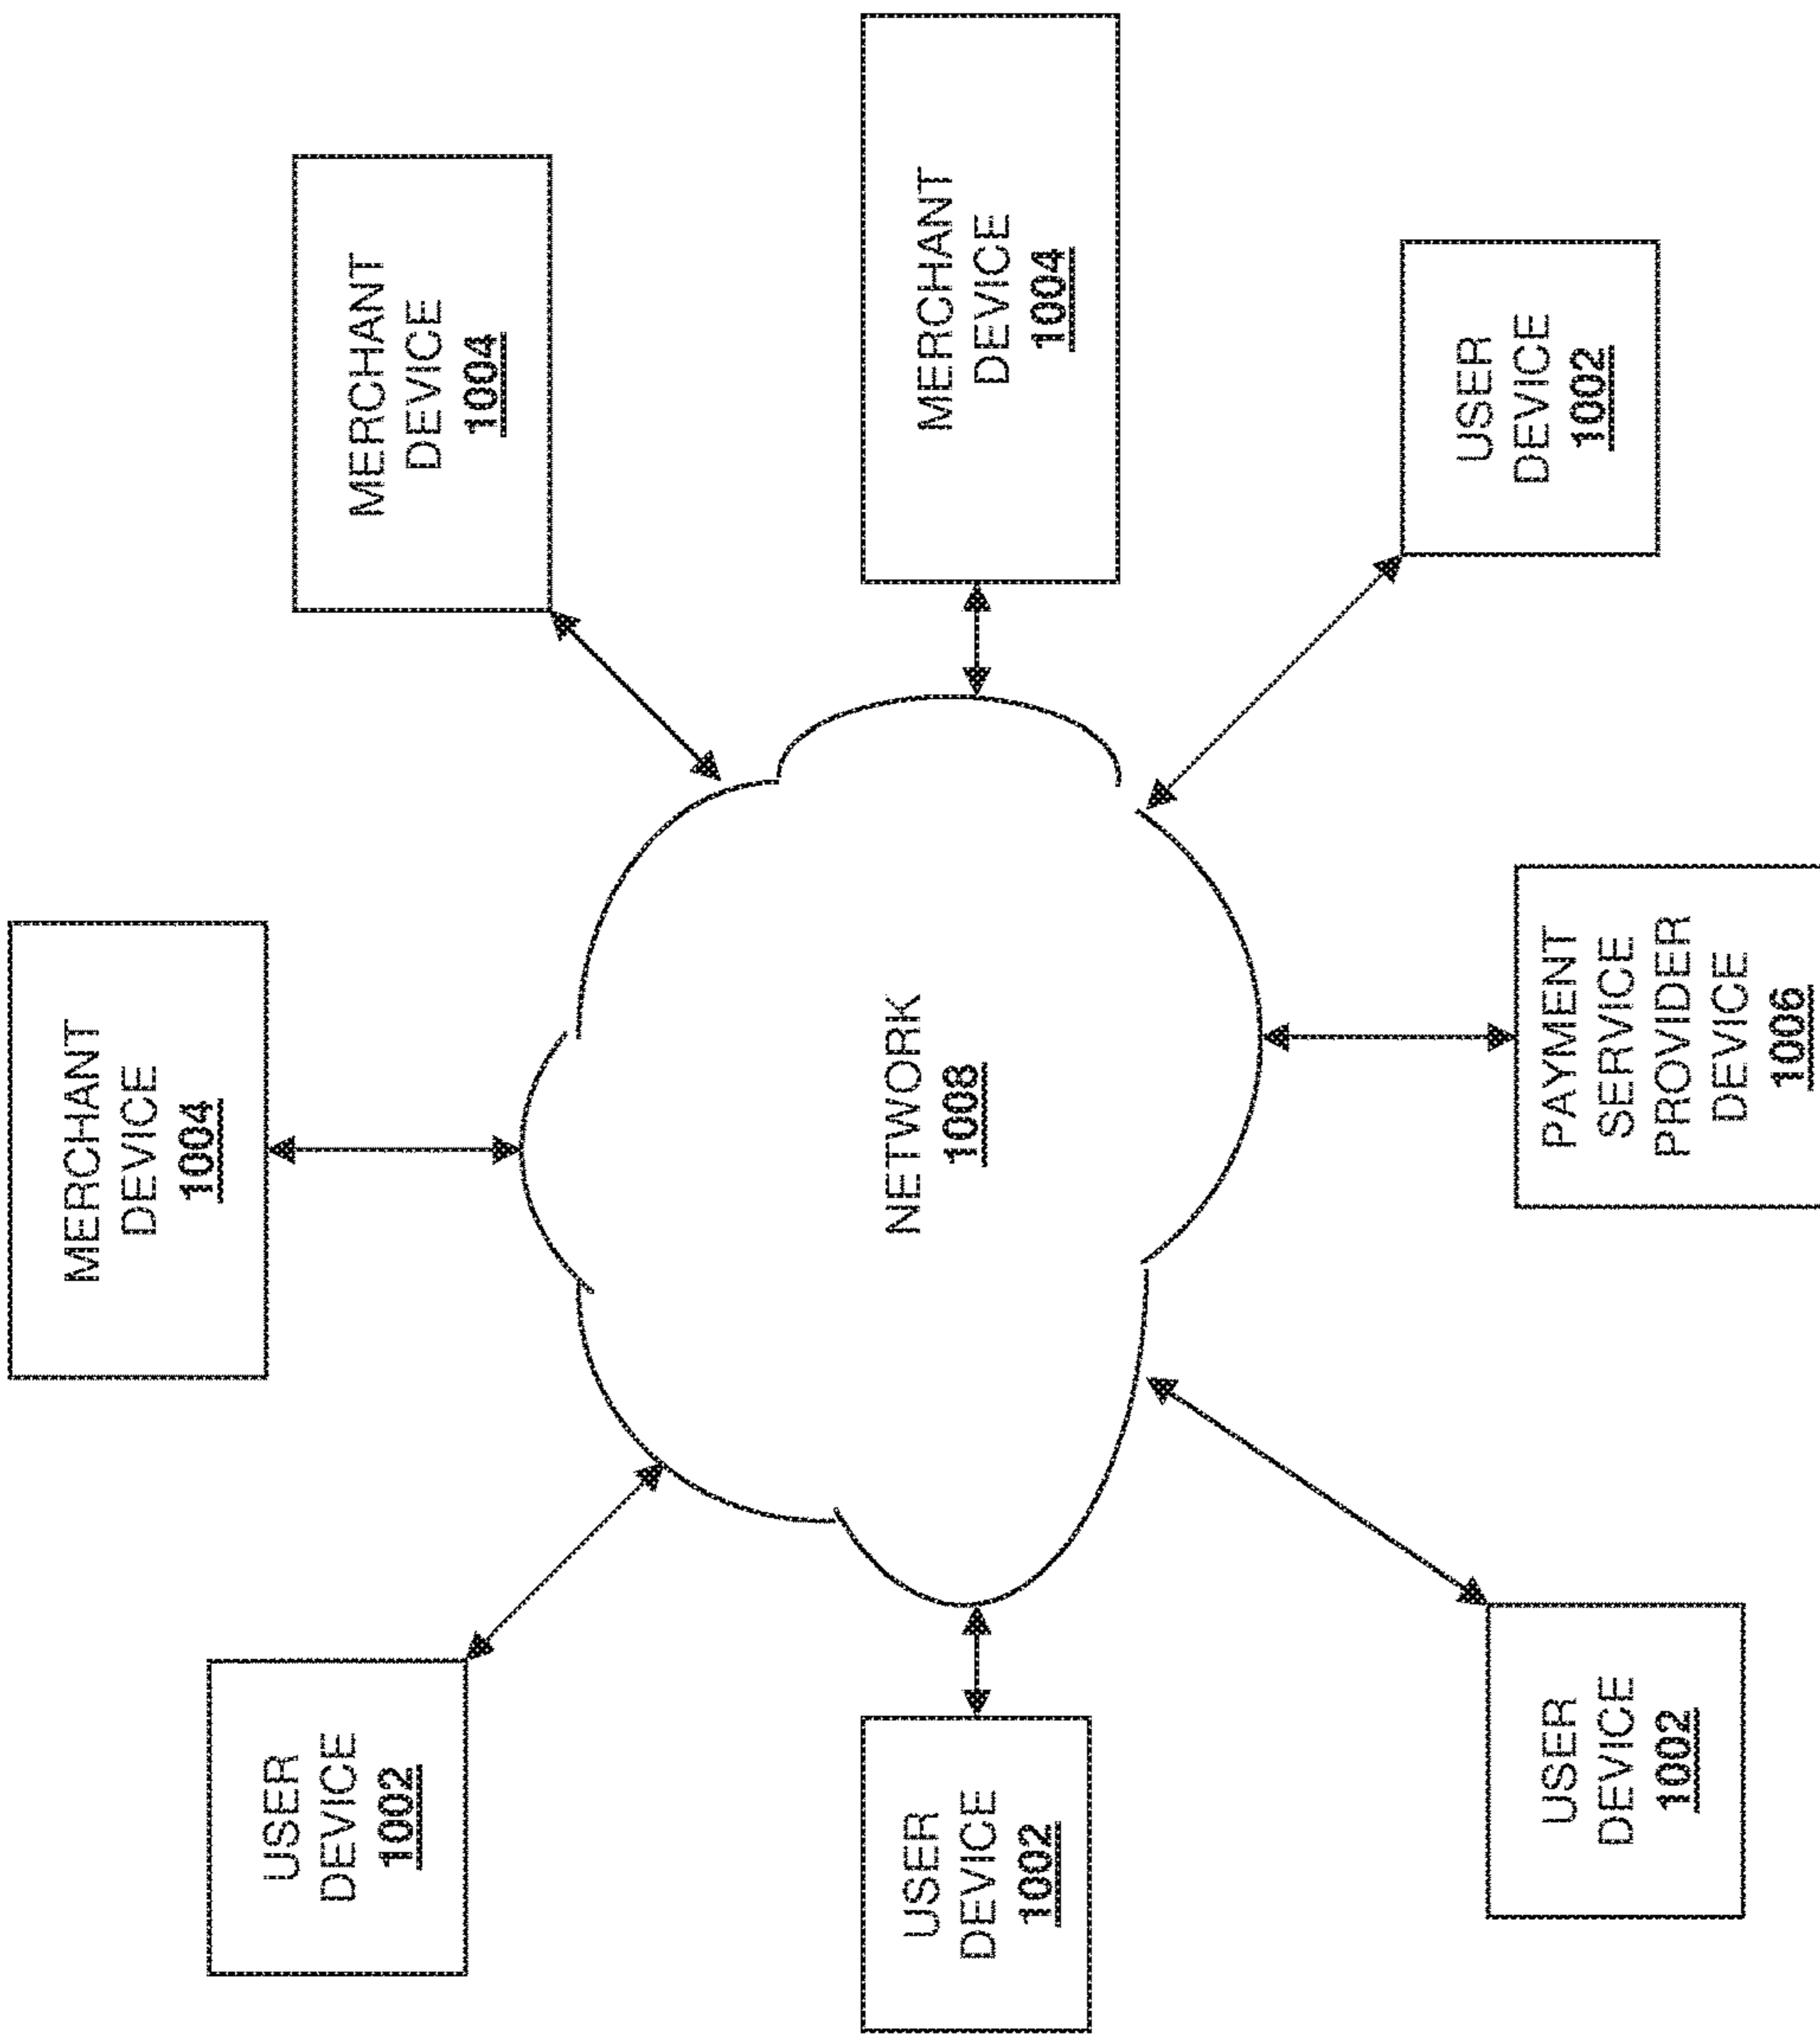 MERCHANT
DEVICE
1004
USER
DEVICE
1002
MERCHANT
DEVICE
1004
USER
DEVICE
1002
NETWORK
1008
MERCHANT
DEVICE
1004
USER
DEVICE
1002
PAYMENT
SERVICE
PROVIDER
DEVICE
1006
USER
DEVICE
1002